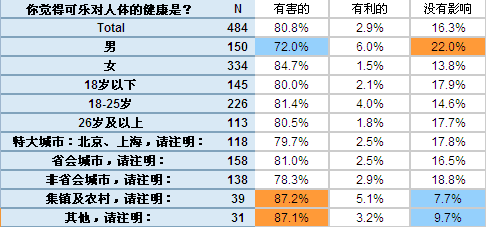 你觉得可乐对人体的健康是? N 有害的 有利的 没有影响
Total 484 80.8% 2.9% 16.3%
男 150 72.0% 6.0% 22.0%
女 334 84.7% 1.5% 13.8%
18岁以下 145 80.0% 2.1% 17.9%
18-25岁 226 81.4% 4.0% 14.6%
26岁及以上 113 80.5% 1.8% 17.7%
特大城市:北京、上海,请注明: 118 79.7% 2.5% 17.8%
省会城市,请注明: 158 81.0% 2.5% 16.5%
非省会城市,请注明: 138 78.3% 2.9% 18.8%
集镇及农村,请注明: 39 87.2% 5.1% 7.7%
其他,请注明: 31 87.1% 3.2% 9.7%